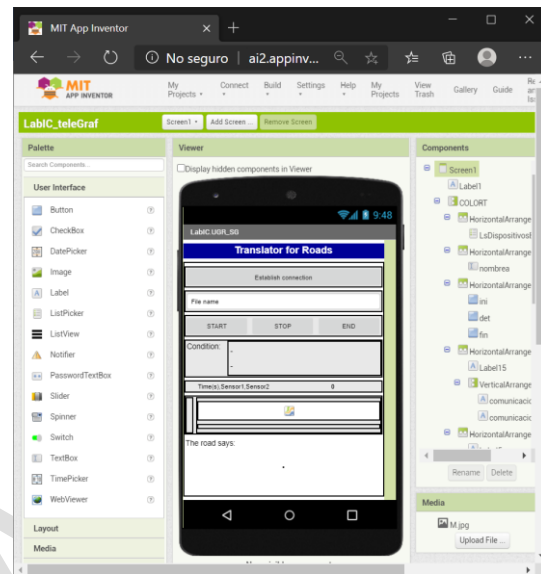 MIT App Inventor
No seguro | ai2.appinv...
MIT
APP INVENTOR
My Projects
Connect
Build
Settings
Help
My Projects
View Trash
Gallery
Guide
LabIC_teleGraf
Screen1
Add Screen ...
Remove Screen
Palette
Search Components...
User Interface
Button
CheckBox
DatePicker
Image
Label
ListPicker
ListView
Notifier
PasswordTextBox
Slider
Spinner
Switch
TextBox
TimePicker
WebViewer
Layout
Media
Viewer
Display hidden components in Viewer
9:48
LabIC UGR_SG
Translator for Roads
Establish connection
File name
START STOP END
Condition:
-
-
Time(s),Sensor1,Sensor2 0
The road says:
.
Components
Screen1
Label1
COLORT
HorizontalArrange
LsDispositivosE
HorizontalArrange
nombrea
HorizontalArrange
ini
det
fin
HorizontalArrange
Label15
VerticalArrange
comunicacic
comunicacic
HorizontalArrange
Rename Delete
Media
M.jpg
Upload File ...